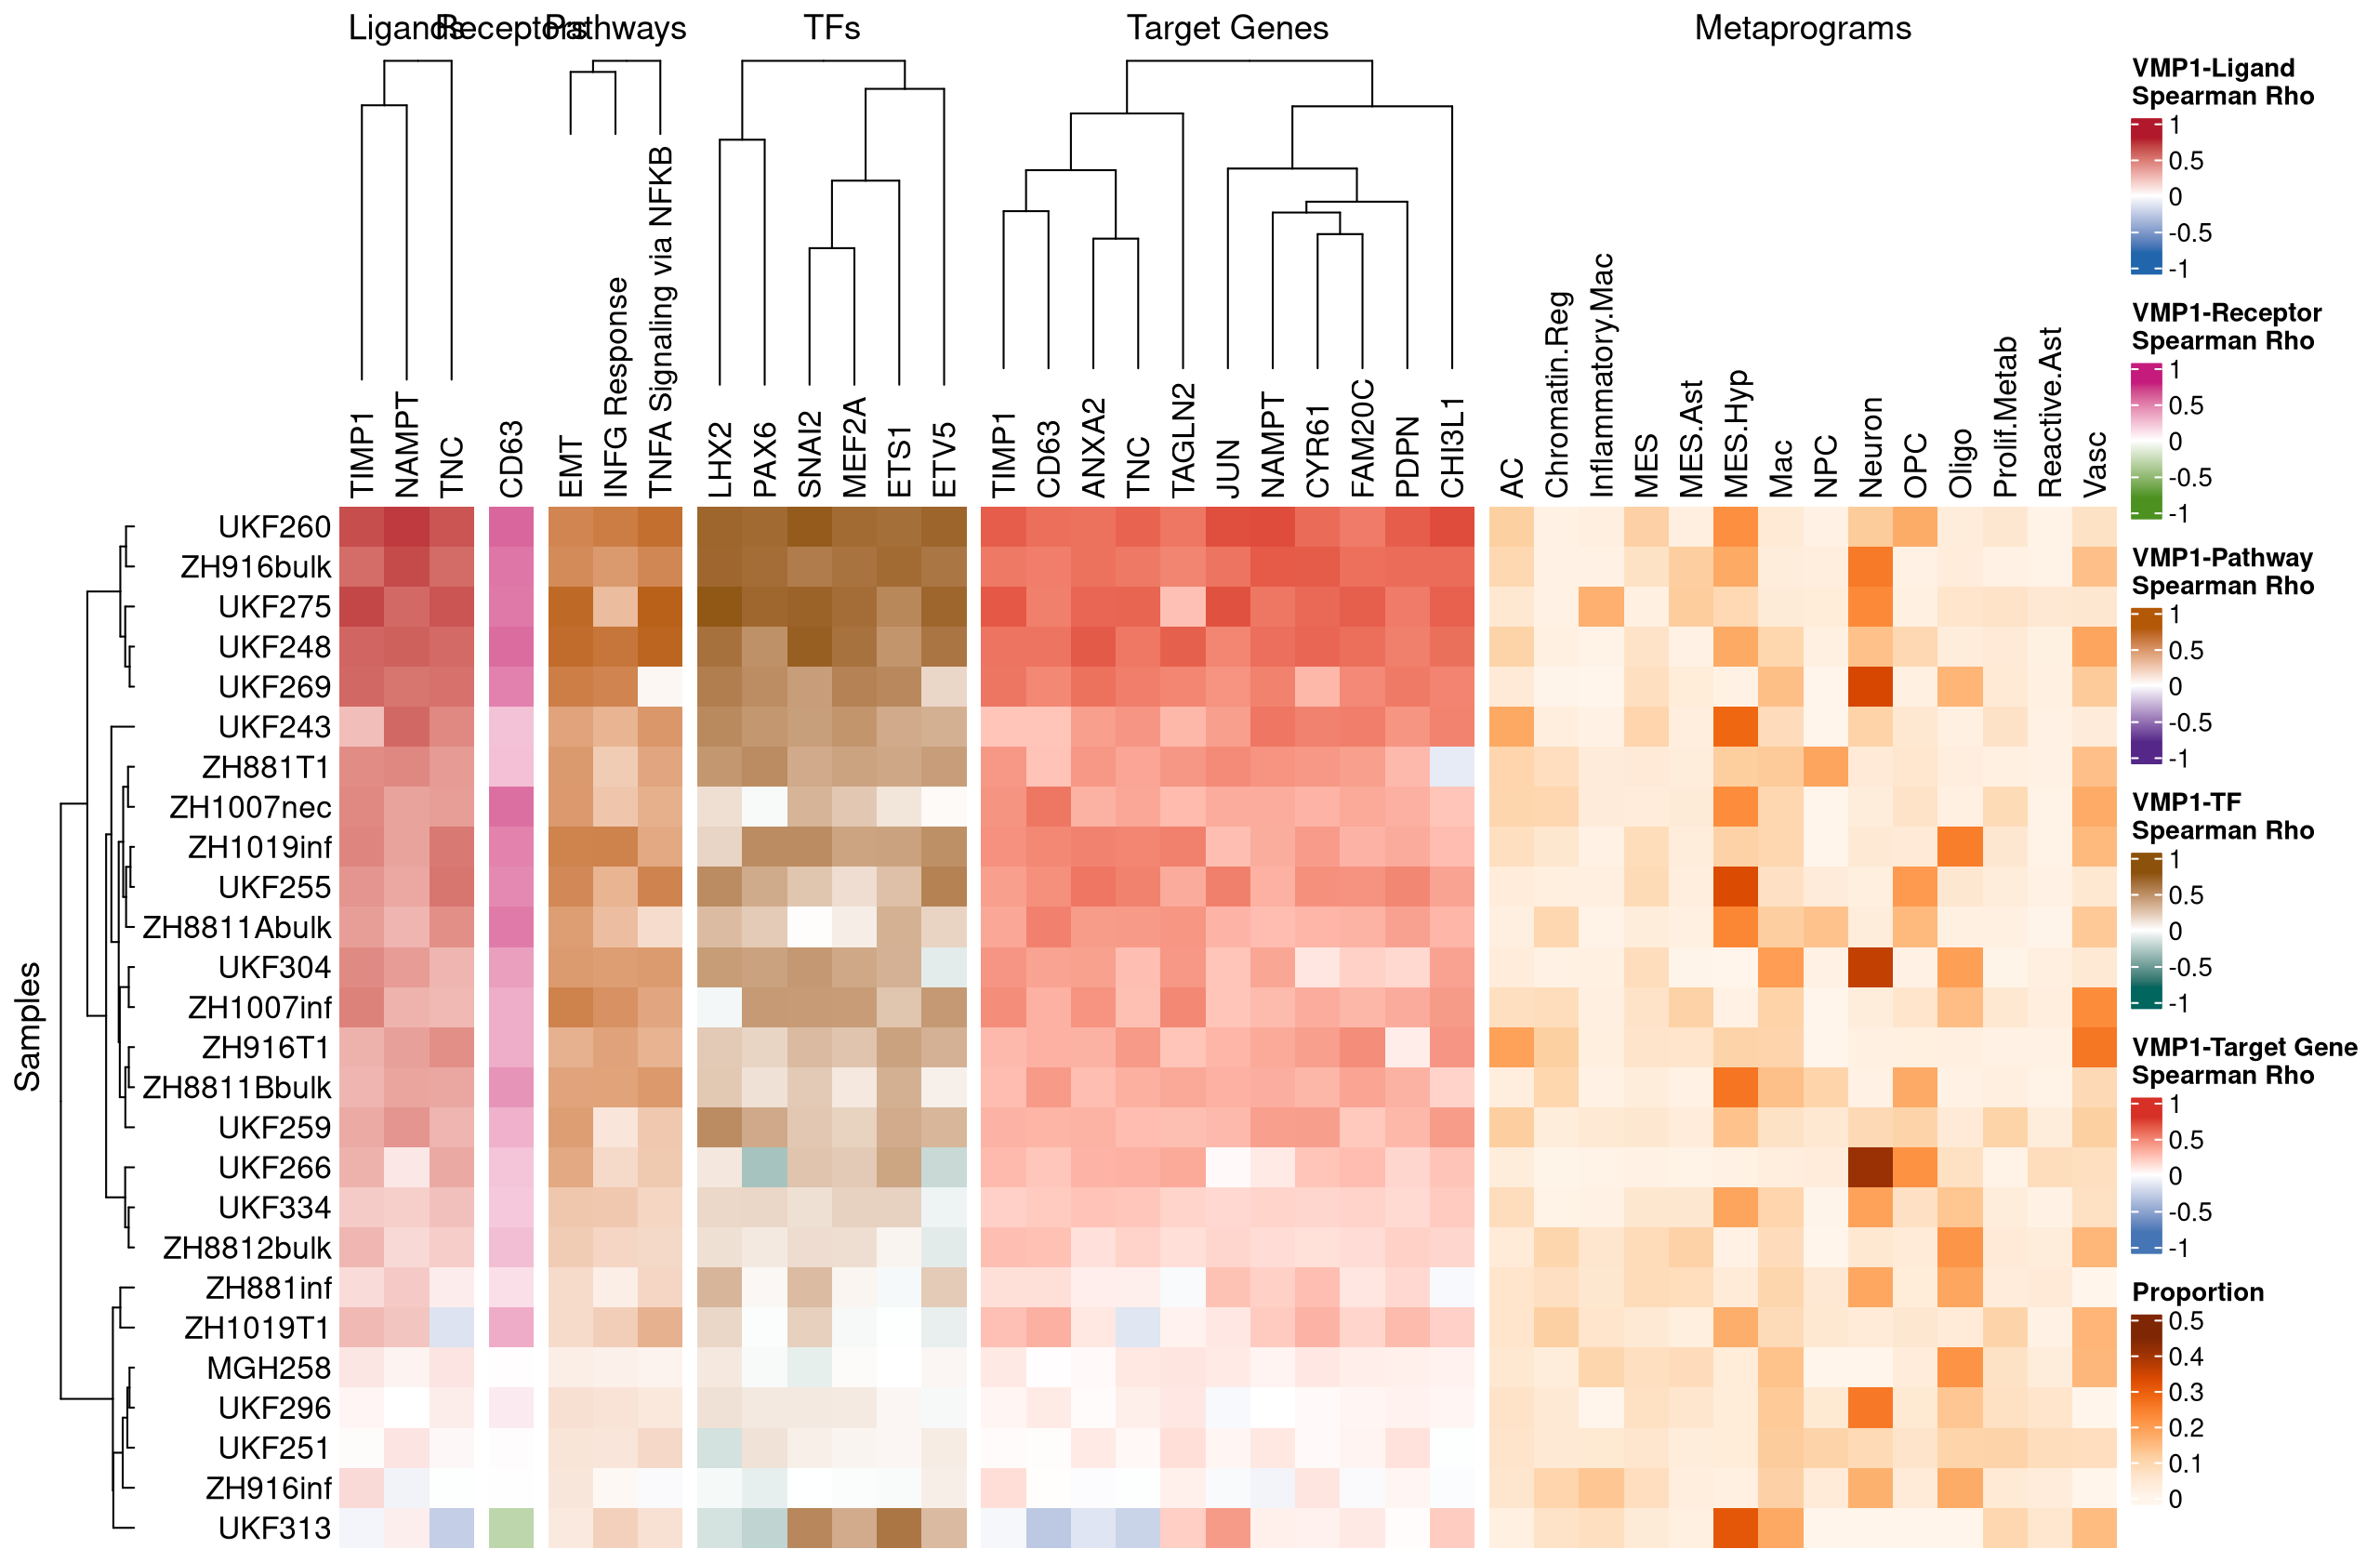 Ligands Receptors Pathways TFs Target Genes Metaprograms
TIMP1 NAMPT TNC CD63 EMT INFG Response TNFA Signaling via NFKB LHX2 PAX6 SNAI2 MEF2A ETS1 ETV5 TIMP1 CD63 ANXA2 TNC TAGLN2 JUN NAMPT CYR61 FAM20C PDPN CHI3L1 AC Chromatin.Reg Inflammatory.Mac MES MES.Ast MES.Hyp Mac NPC Neuron OPC Oligo Prolif.Metab Reactive.Ast Vasc
Samples
UKF260
ZH916bulk
UKF275
UKF248
UKF269
UKF243
ZH881T1
ZH1007nec
ZH1019inf
UKF255
ZH8811Abulk
UKF304
ZH1007inf
ZH916T1
ZH8811Bbulk
UKF259
UKF266
UKF334
ZH8812bulk
ZH881inf
ZH1019T1
MGH258
UKF296
UKF251
ZH916inf
UKF313
VMP1-Ligand
Spearman Rho
1
0.5
0
-0.5
-1
VMP1-Receptor
Spearman Rho
1
0.5
0
-0.5
-1
VMP1-Pathway
Spearman Rho
1
0.5
0
-0.5
-1
VMP1-TF
Spearman Rho
1
0.5
0
-0.5
-1
VMP1-Target Gene
Spearman Rho
1
0.5
0
-0.5
-1
Proportion
0.5
0.4
0.3
0.2
0.1
0